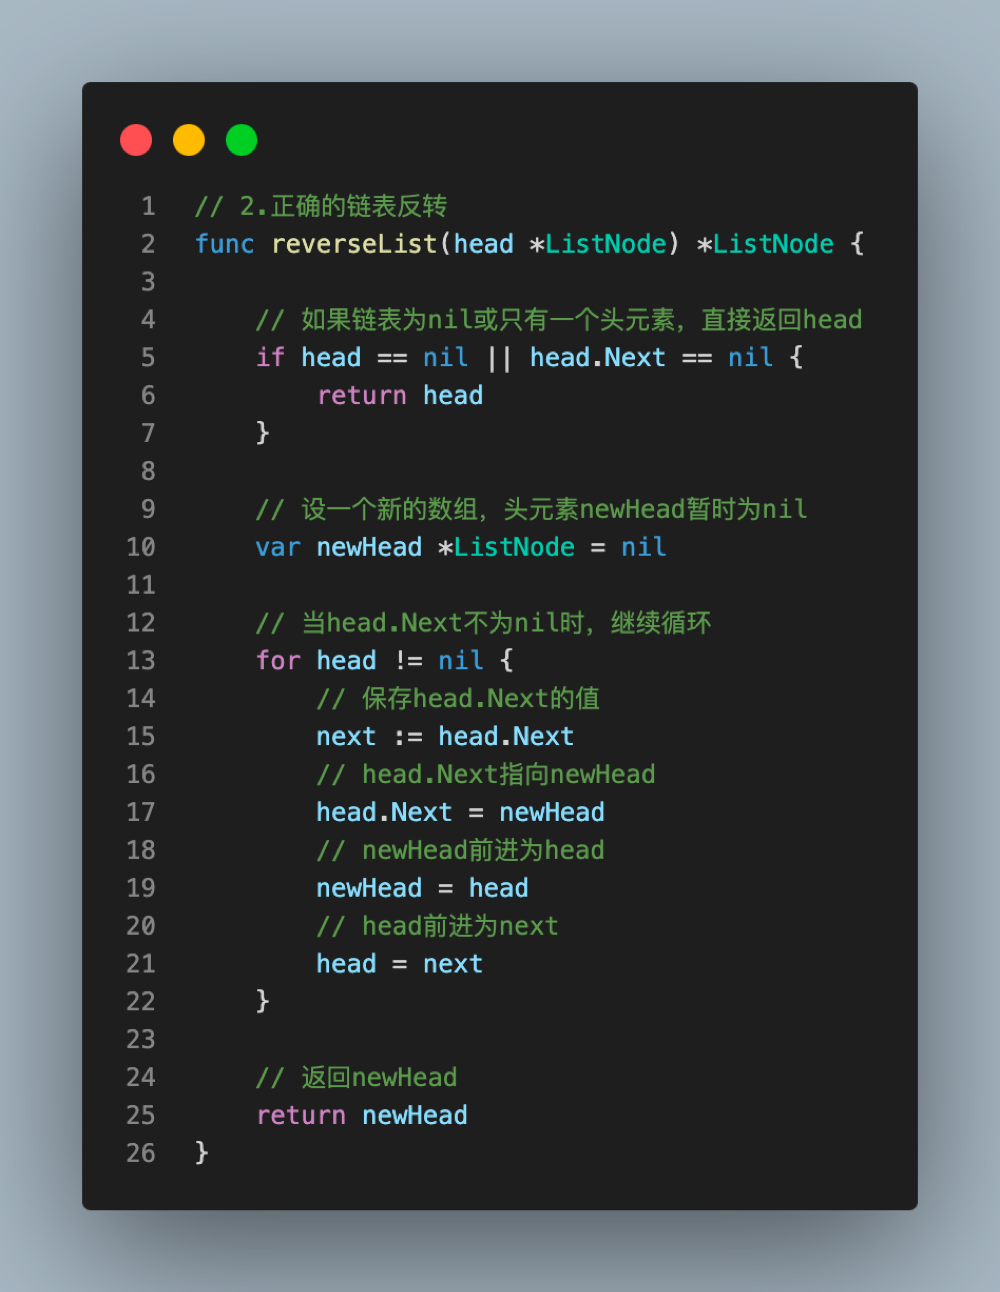 1 // 2.正确的链表反转
2 func reverseList(head *ListNode) *ListNode {
3
4     // 如果链表为nil或只有一个头元素，直接返回head
5     if head == nil || head.Next == nil {
6         return head
7     }
8
9     // 设一个新的数组，头元素newHead暂时为nil
10     var newHead *ListNode = nil
11
12     // 当head.Next不为nil时，继续循环
13     for head != nil {
14         // 保存head.Next的值
15         next := head.Next
16         // head.Next指向newHead
17         head.Next = newHead
18         // newHead前进为head
19         newHead = head
20         // head前进为next
21         head = next
22     }
23
24     // 返回newHead
25     return newHead
26 }